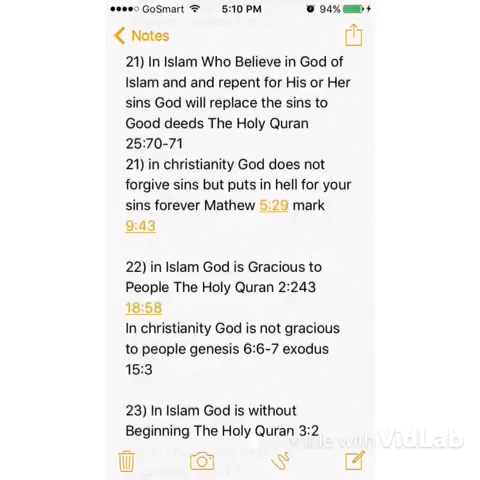 GoSmart 5:10 PM 94%
Notes
21) In Islam Who Believe in God of
Islam and and repent for His or Her
sins God will replace the sins to
Good deeds The Holy Quran
25:70-71
21) in christianity God does not
forgive sins but puts in hell for your
sins forever Mathew 5:29 mark
9:43
22) in Islam God is Gracious to
People The Holy Quran 2:243
18:58
In christianity God is not gracious
to people genesis 6:6-7 exodus
15:3
23) In Islam God is without
Beginning The Holy Quran 3:2
Made with VidLab